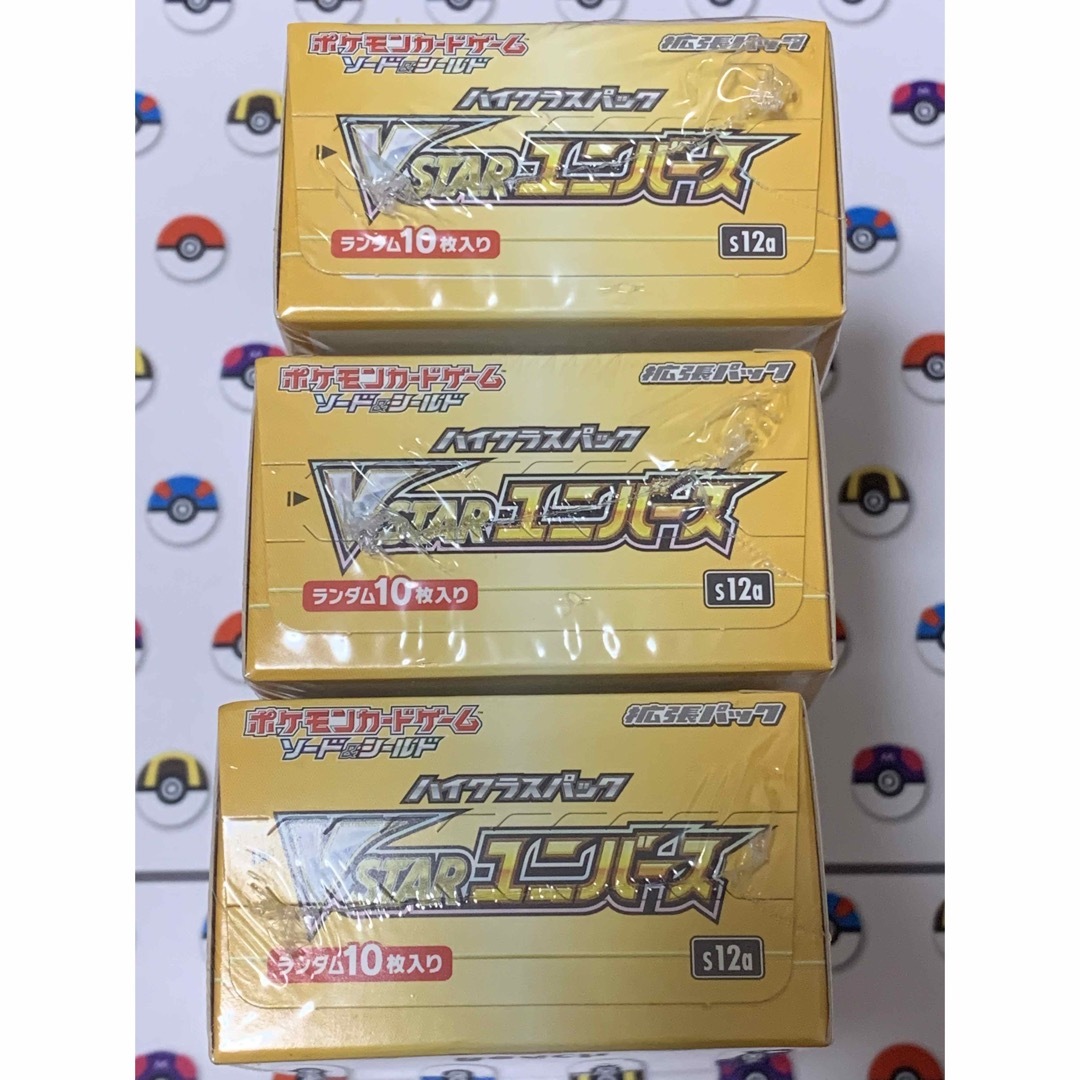 ポケモンカードゲーム
ソード&シールド
拡張パック
ハイクラスパック
VSTARユニバース
ランダム10枚入り
s12a
ポケモンカードゲーム
ソード&シールド
拡張パック
ハイクラスパック
VSTARユニバース
ランダム10枚入り
s12a
ポケモンカードゲーム
ソード&シールド
拡張パック
ハイクラスパック
VSTARユニバース
ランダム10枚入り
s12a